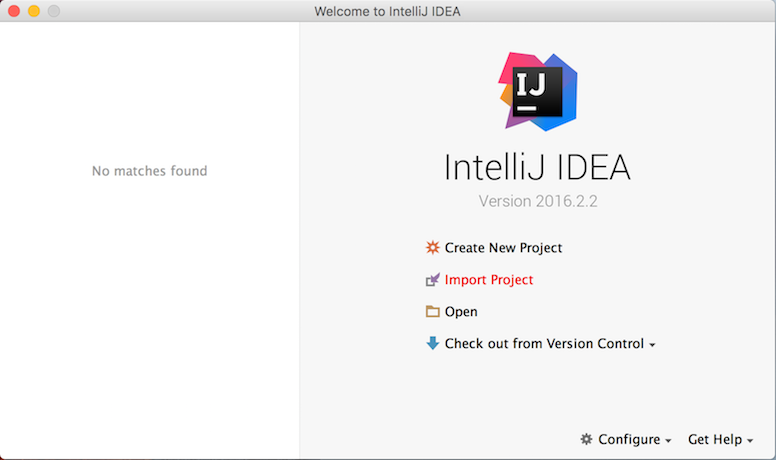 Welcome to IntelliJ IDEA
No matches found
IJ
IntelliJ IDEA
Version 2016.2.2
Create New Project
Import Project
Open
Check out from Version Control
Configure
Get Help